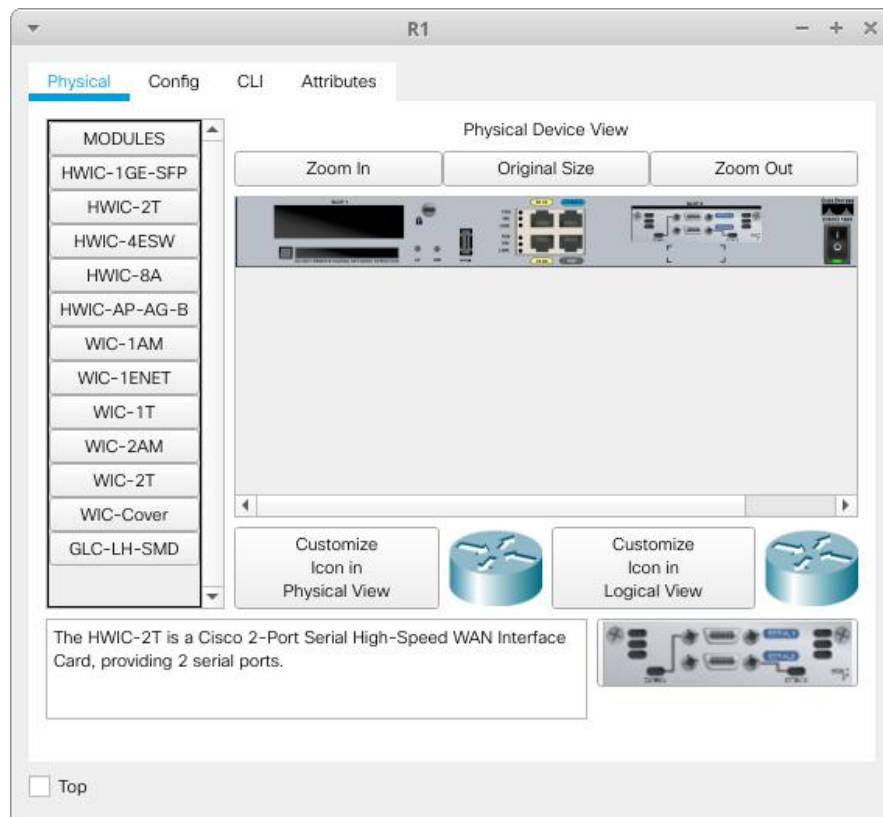 R1
Physical Config CLI Attributes
MODULES
HWIC-1GE-SFP
HWIC-2T
HWIC-4ESW
HWIC-8A
HWIC-AP-AG-B
WIC-1AM
WIC-1ENET
WIC-1T
WIC-2AM
WIC-2T
WIC-Cover
GLC-LH-SMD
Physical Device View
Zoom In Original Size Zoom Out
Customize
Icon in
Physical View
Customize
Icon in
Logical View
The HWIC-2T is a Cisco 2-Port Serial High-Speed WAN Interface
Card, providing 2 serial ports.
Top